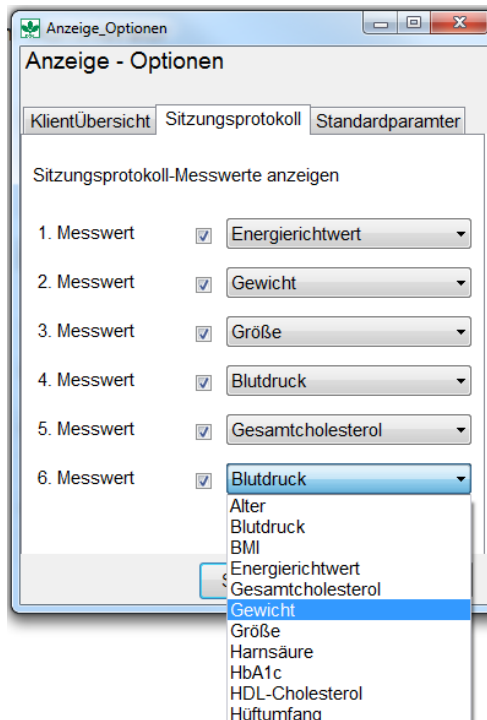 Anzeige_Optionen
Anzeige - Optionen
KlientÜbersicht Sitzungsprotokoll Standardparamter
Sitzungsprotokoll-Messwerte anzeigen
1. Messwert Energierichtwert
2. Messwert Gewicht
3. Messwert Größe
4. Messwert Blutdruck
5. Messwert Gesamtcholesterol
6. Messwert Blutdruck
Alter
Blutdruck
BMI
Energierichtwert
Gesamtcholesterol
Gewicht
Größe
Harnsäure
HbA1c
HDL-Cholesterol
Hüftumfang